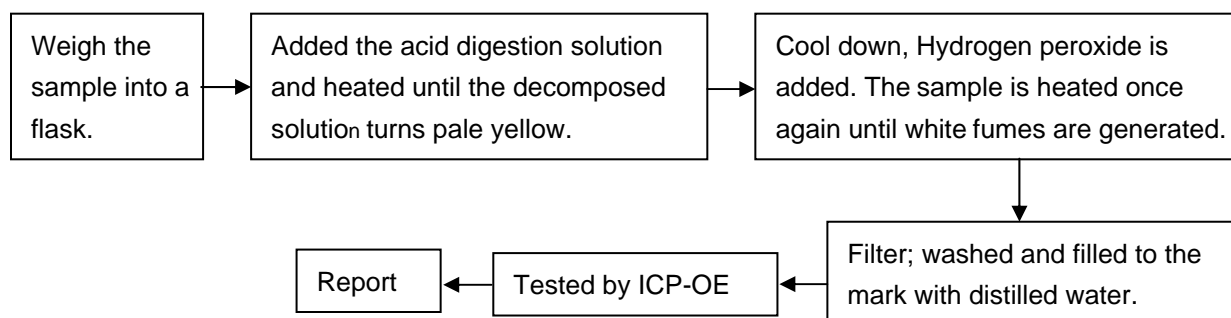 Weigh the
sample into a
flask.
Added the acid digestion solution
and heated until the decomposed
solution turns pale yellow.
Cool down, Hydrogen peroxide is
added. The sample is heated once
again until white fumes are generated.
Filter; washed and filled to the
mark with distilled water.
Tested by ICP-OE
Report